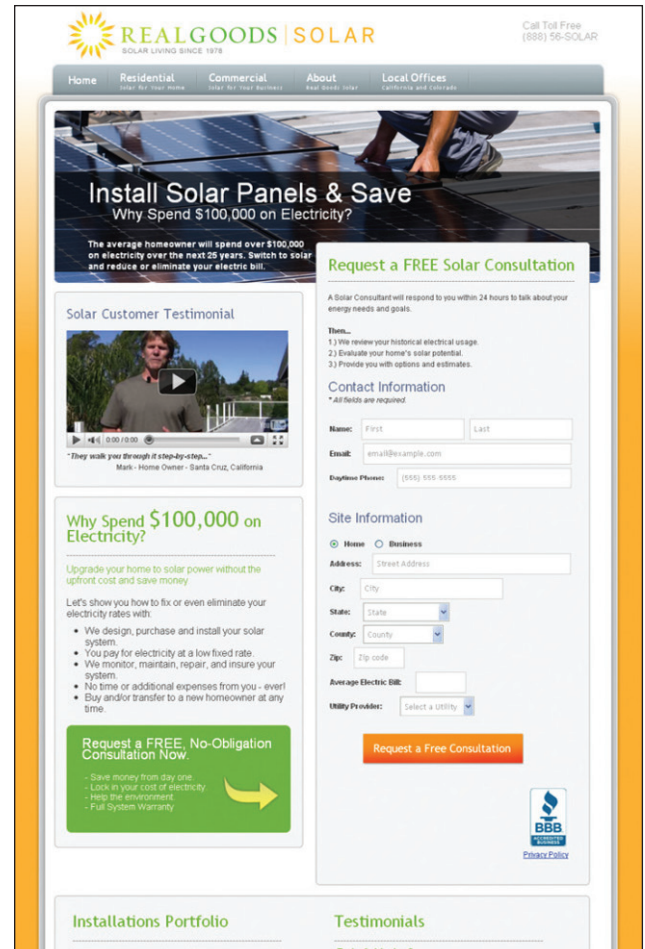 REALGOODS SOLAR
SOLAR LIVING SINCE 1978
Call Toll Free
(888) 56-SOLAR
Home
Residential
Solar for Your Home
Commercial
Solar for Your Business
About
Real Goods Solar
Local Offices
California and Colorado
Install Solar Panels & Save
Why Spend $100,000 on Electricity?
The average homeowner will spend over $100,000
on electricity over the next 25 years. Switch to solar
and reduce or eliminate your electric bill.
Solar Customer Testimonial
0:00 / 0:00
"They walk you through it step-by-step..."
Mark - Home Owner - Santa Cruz, California
Why Spend $100,000 on
Electricity?
Upgrade your home to solar power without the
upfront cost and save money.
Let's show you how to fix or even eliminate your
electricity rates with:
• We design, purchase and install your solar
system.
• You pay for electricity at a low fixed rate.
• We monitor, maintain, repair, and insure your
system.
• No time or additional expenses from you - ever!
• Buy and/or transfer to a new homeowner at any
time.
Request a FREE, No-Obligation
Consultation Now.
- Save money from day one.
- Lock in your cost of electricity
- Help the environment.
- Full System Warranty
Request a FREE Solar Consultation
A Solar Consultant will respond to you within 24 hours to talk about your
energy needs and goals.
Then...
1.) We review your historical electrical usage.
2.) Evaluate your home's solar potential.
3.) Provide you with options and estimates.
Contact Information
* All fields are required.
Name: First Last
Email: email@example.com
Daytime Phone: (555) 555-5555
Site Information
Home Business
Address: Street Address
City: City
State: State
County: County
Zip: Zip code
Average Electric Bill:
Utility Provider: Select a Utility
Request a Free Consultation
BBB
ACCREDITED
BUSINESS
Privacy Policy
Installations Portfolio
Testimonials